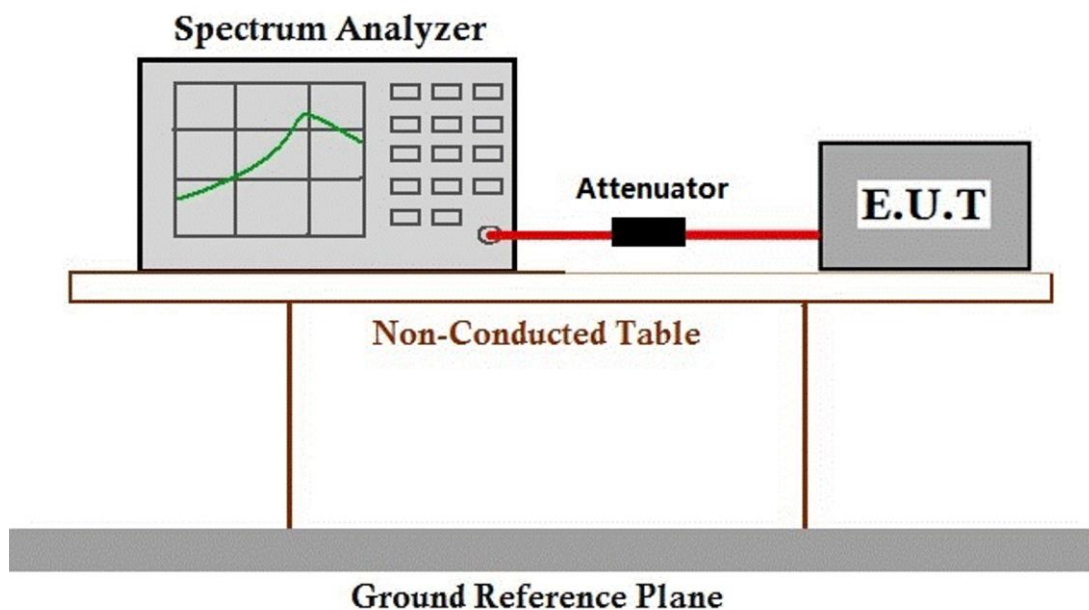 Spectrum Analyzer
Attenuator
E.U.T
Non-Conducted Table
Ground Reference Plane